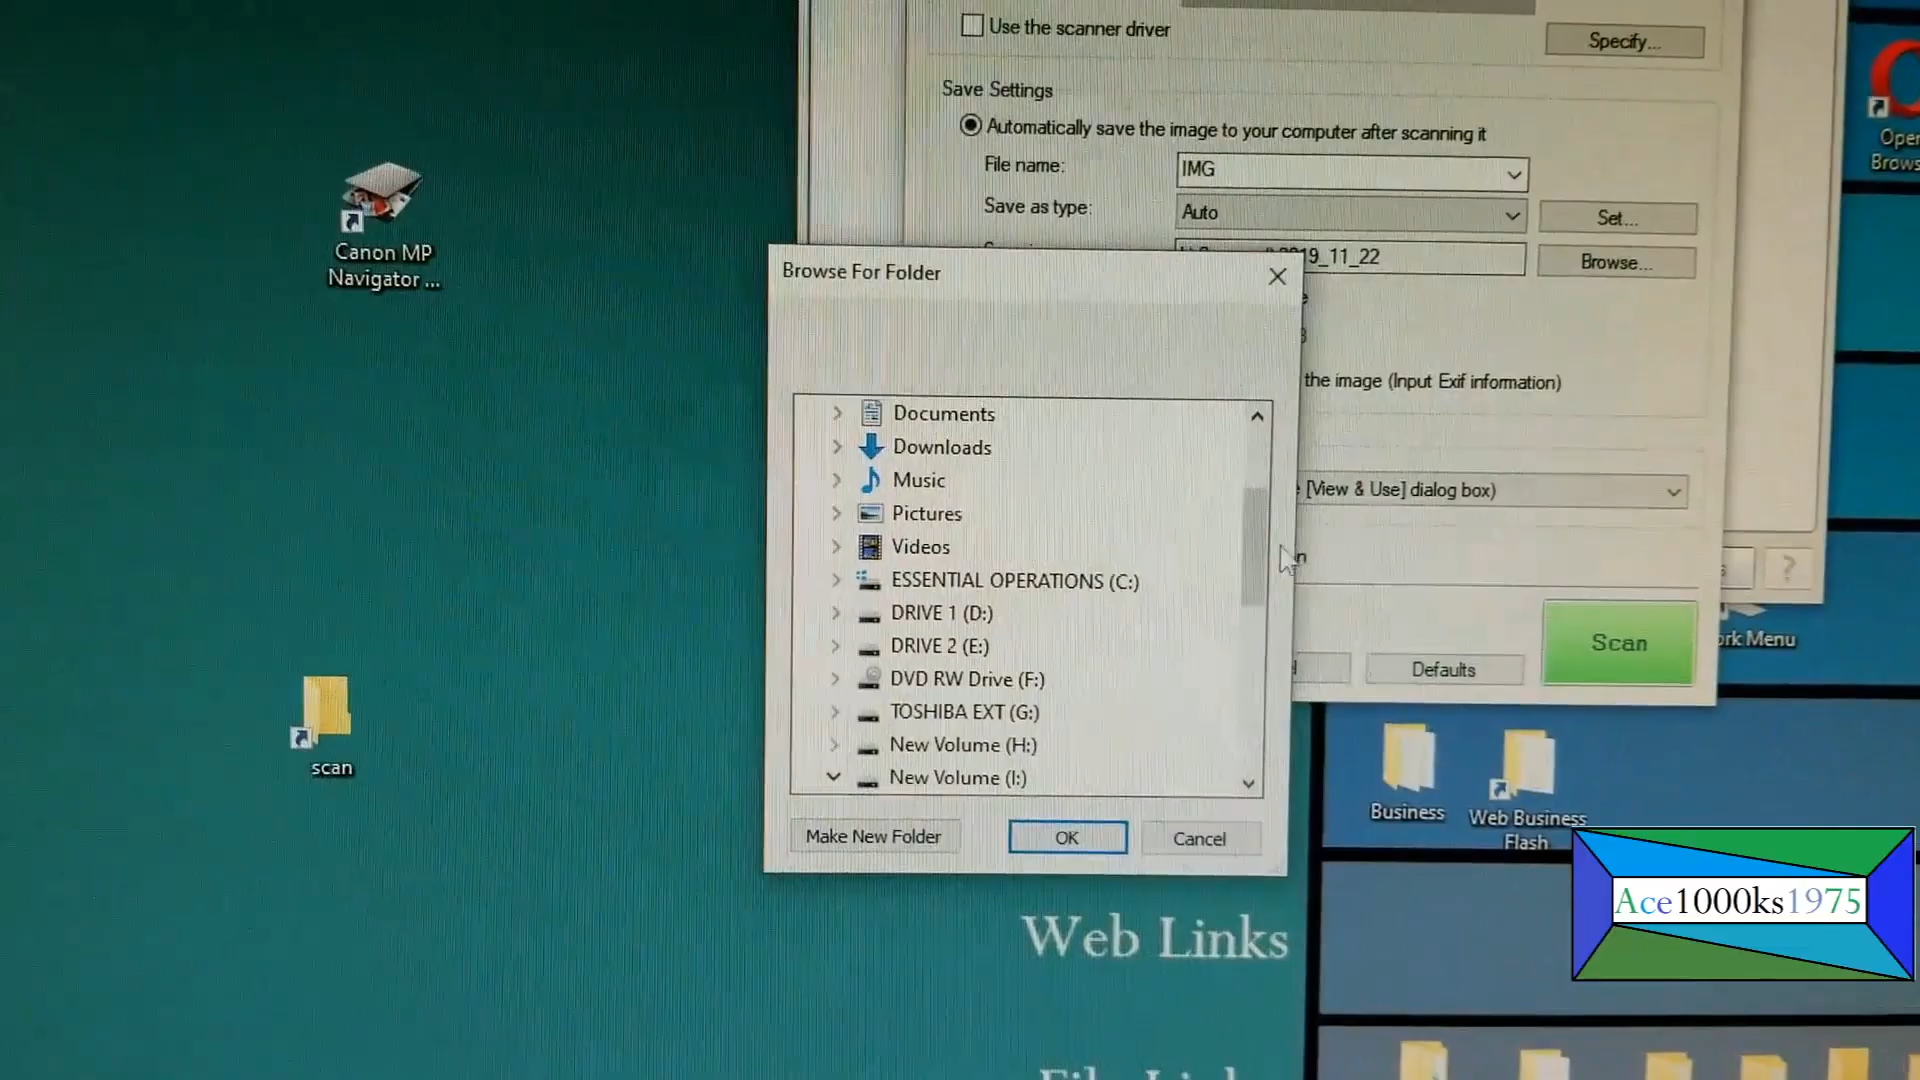 Use the scanner driver
Specify...
Save Settings
Automatically save the image to your computer after scanning it
File name:
IMG
Save as type:
Auto
Set...
9_11_22
Browse...
Canon MP
Navigator ...
scan
Browse For Folder
Documents
Downloads
Music
Pictures
Videos
ESSENTIAL OPERATIONS (C:)
DRIVE 1 (D:)
DRIVE 2 (E:)
DVD RW Drive (F:)
TOSHIBA EXT (G:)
New Volume (H:)
New Volume (I:)
Make New Folder
OK
Cancel
the image (Input Exif information)
[View & Use] dialog box)
?
Defaults
Scan
Menu
Business
Web Business
Flash
Ace1000ks1975
Web Links